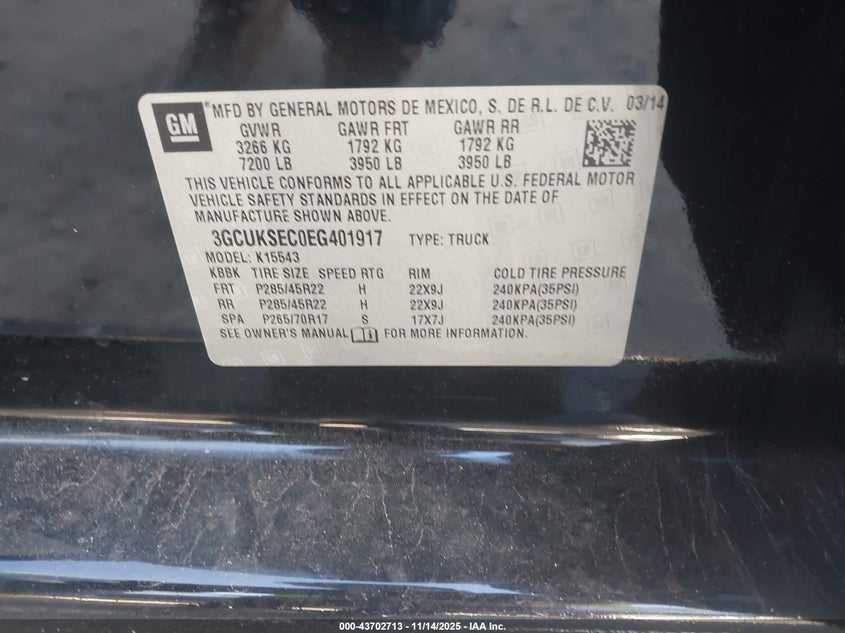 GM
® MFD BY GENERAL MOTORS DE MEXICO, S. DE R.L. DE C.V. 03/14
GVWR GAWR FRT GAWR RR
3266 KG 1792 KG 1792 KG
7200 LB 3950 LB 3950 LB
THIS VEHICLE CONFORMS TO ALL APPLICABLE U.S. FEDERAL MOTOR
VEHICLE SAFETY STANDARDS IN EFFECT ON THE DATE OF
MANUFACTURE SHOWN ABOVE.
3GCUKSEC0EG401917 TYPE: TRUCK
MODEL: K15543
KBBK TIRE SIZE SPEED RTG RIM COLD TIRE PRESSURE
FRT P285/45R22 H 22X9J 240KPA(35PSI)
RR P285/45R22 H 22X9J 240KPA(35PSI)
SPA P265/70R17 S 17X7J 240KPA(35PSI)
SEE OWNER'S MANUAL FOR MORE INFORMATION.
000-43702713 - 11/14/2025 - IAA Inc.